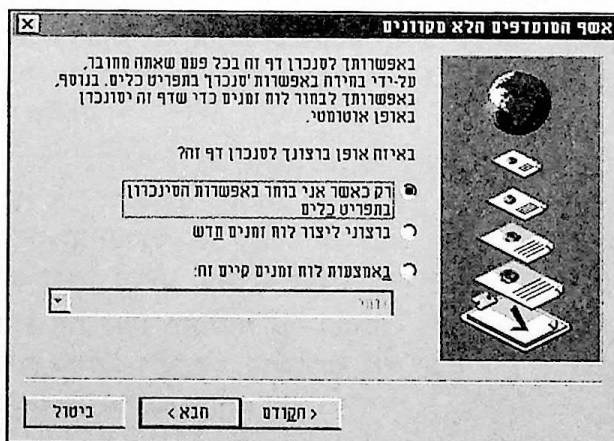 אשף המועדפים הלא מקוונים
באפשרותך לסנכרן דף זה בכל פעם שאתה מחובר,
על-ידי בחירה באפשרות 'סנכרן' בתפריט כלים. בנוסף,
באפשרותך לבחור לוח זמנים כדי שדף זה יסונכרן
באופן אוטומטי.
באיזה אופן ברצונך לסנכרן דף זה?
רק כאשר אני בוחר באפשרות הסינכרון
בתפריט כלים
ברצוני ליצור לוח זמנים חדש
באמצעות לוח זמנים קיים זה:
< הקודם
הבא >
ביטול